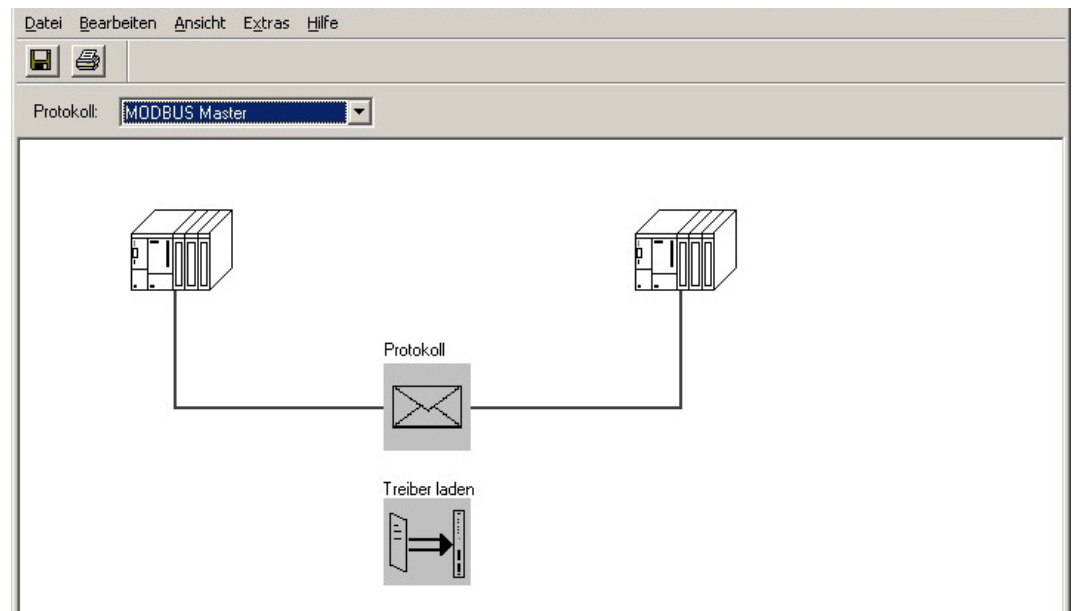 Datei Bearbeiten Ansicht Extras Hilfe
Protokoll: MODBUS Master
Protokoll
Treiber laden